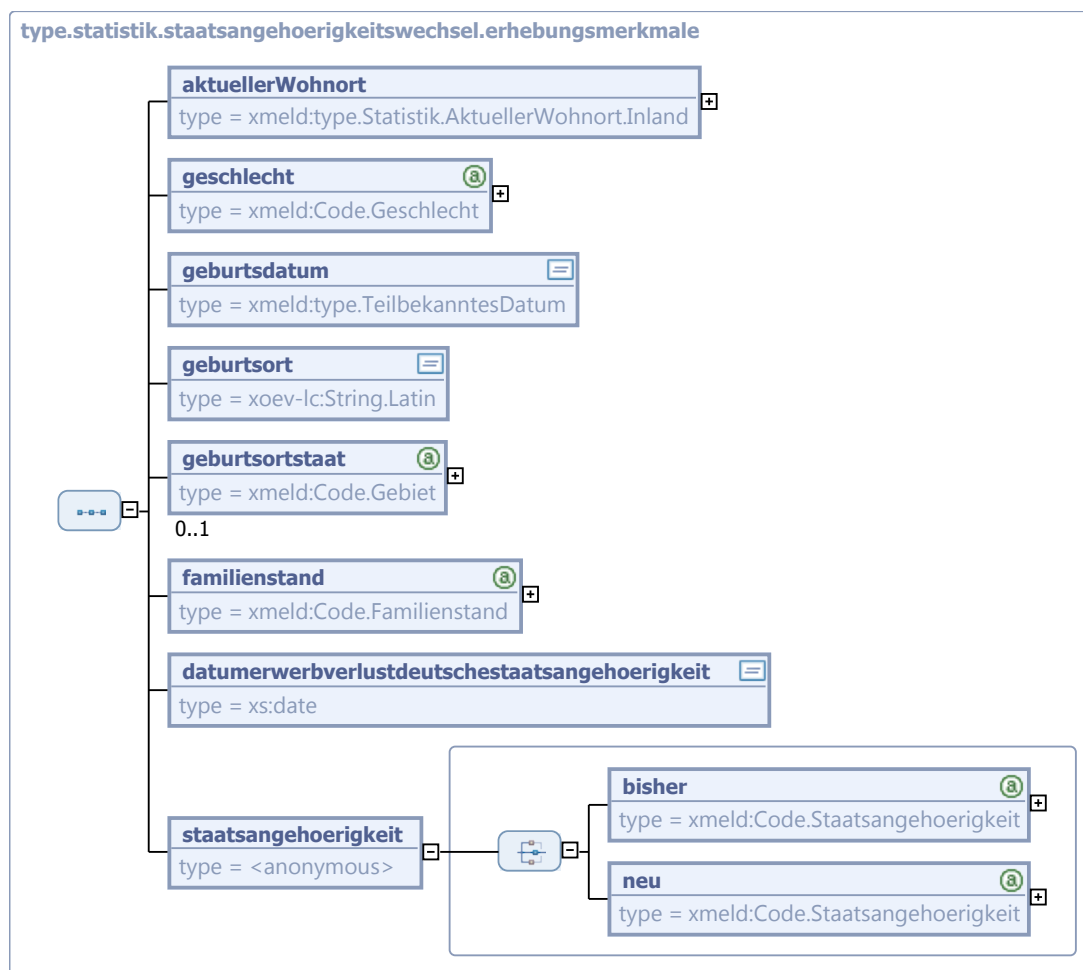 type.statistik.staatsangehoerigkeitswechsel.erhebungsmerkmale
aktuellerWohnort
type = xmeld:type.Statistik.AktuellerWohnort.Inland
geschlecht
type = xmeld:Code.Geschlecht
geburtsdatum
type = xmeld:type.TeilbekanntesDatum
geburtsort
type = xoev-lc:String.Latin
geburtsortstaat
type = xmeld:Code.Gebiet
0..1
familienstand
type = xmeld:Code.Familienstand
datumerwerbverlustdeutschestaatsangehoerigkeit
type = xs:date
staatsangehoerigkeit
type = <anonymous>
bisher
type = xmeld:Code.Staatsangehoerigkeit
neu
type = xmeld:Code.Staatsangehoerigkeit